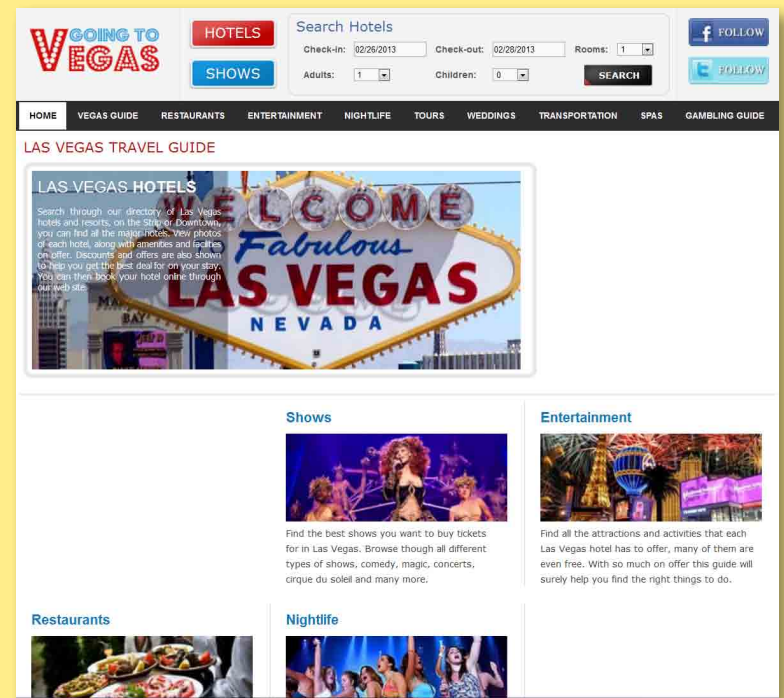 GOING TO
VEGAS
HOTELS
SHOWS
Search Hotels
Check-in: 02/26/2013 Check-out: 02/28/2013 Rooms: 1
Adults: 1 Children: 0 SEARCH
FOLLOW
FOLLOW
HOME VEGAS GUIDE RESTAURANTS ENTERTAINMENT NIGHTLIFE TOURS WEDDINGS TRANSPORTATION SPAS GAMBLING GUIDE
LAS VEGAS TRAVEL GUIDE
LAS VEGAS HOTELS
Search through our directory of Las Vegas
hotels and resorts, on the Strip or Downtown,
you can find all the major hotels. View photos
of each hotel, along with amenities and facilities
on offer. Discounts and offers are also shown
to help you get the best deal for on your stay.
You can then book your hotel online through
our web site.
WELCOME
TO Fabulous
LAS VEGAS
NEVADA
BAY
Shows
Find the best shows you want to buy tickets
for in Las Vegas. Browse though all different
types of shows, comedy, magic, concerts,
cirque du soleil and many more.
Entertainment
Find all the attractions and activities that each
Las Vegas hotel has to offer, many of them are
even free. With so much on offer this guide will
surely help you find the right things to do.
Restaurants
Nightlife